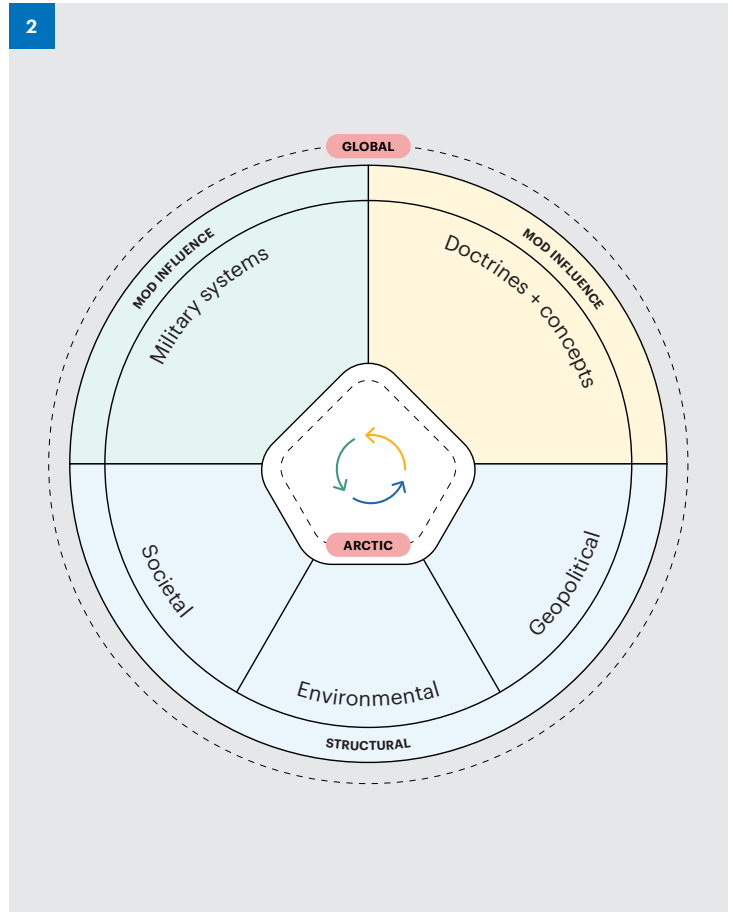 2
GLOBAL
MOD INFLUENCE
MOD INFLUENCE
Military systems
Doctrines + concepts
ARCTIC
Societal
Geopolitical
Environmental
STRUCTURAL